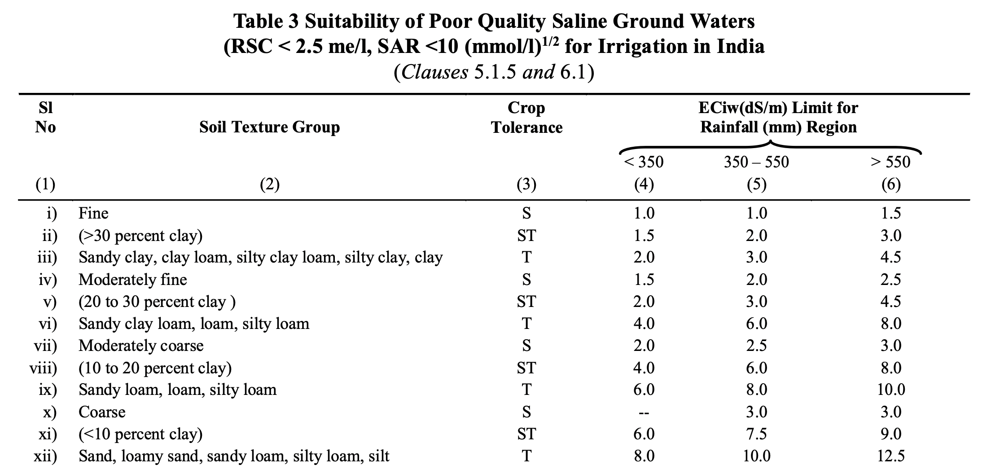 Table 3 Suitability of Poor Quality Saline Ground Waters
(RSC < 2.5 me/l, SAR <10 (mmol/l)1/2 for Irrigation in India
(Clauses 5.1.5 and 6.1)
Sl No Soil Texture Group Crop Tolerance ECiw(dS/m) Limit for Rainfall (mm) Region
< 350 350 – 550 > 550
(1) (2) (3) (4) (5) (6)
i) Fine S 1.0 1.0 1.5
ii) (>30 percent clay) ST 1.5 2.0 3.0
iii) Sandy clay, clay loam, silty clay loam, silty clay, clay T 2.0 3.0 4.5
iv) Moderately fine S 1.5 2.0 2.5
v) (20 to 30 percent clay ) ST 2.0 3.0 4.5
vi) Sandy clay loam, loam, silty loam T 4.0 6.0 8.0
vii) Moderately coarse S 2.0 2.5 3.0
viii) (10 to 20 percent clay) ST 4.0 6.0 8.0
ix) Sandy loam, loam, silty loam T 6.0 8.0 10.0
x) Coarse S -- 3.0 3.0
xi) (<10 percent clay) ST 6.0 7.5 9.0
xii) Sand, loamy sand, sandy loam, silty loam, silt T 8.0 10.0 12.5